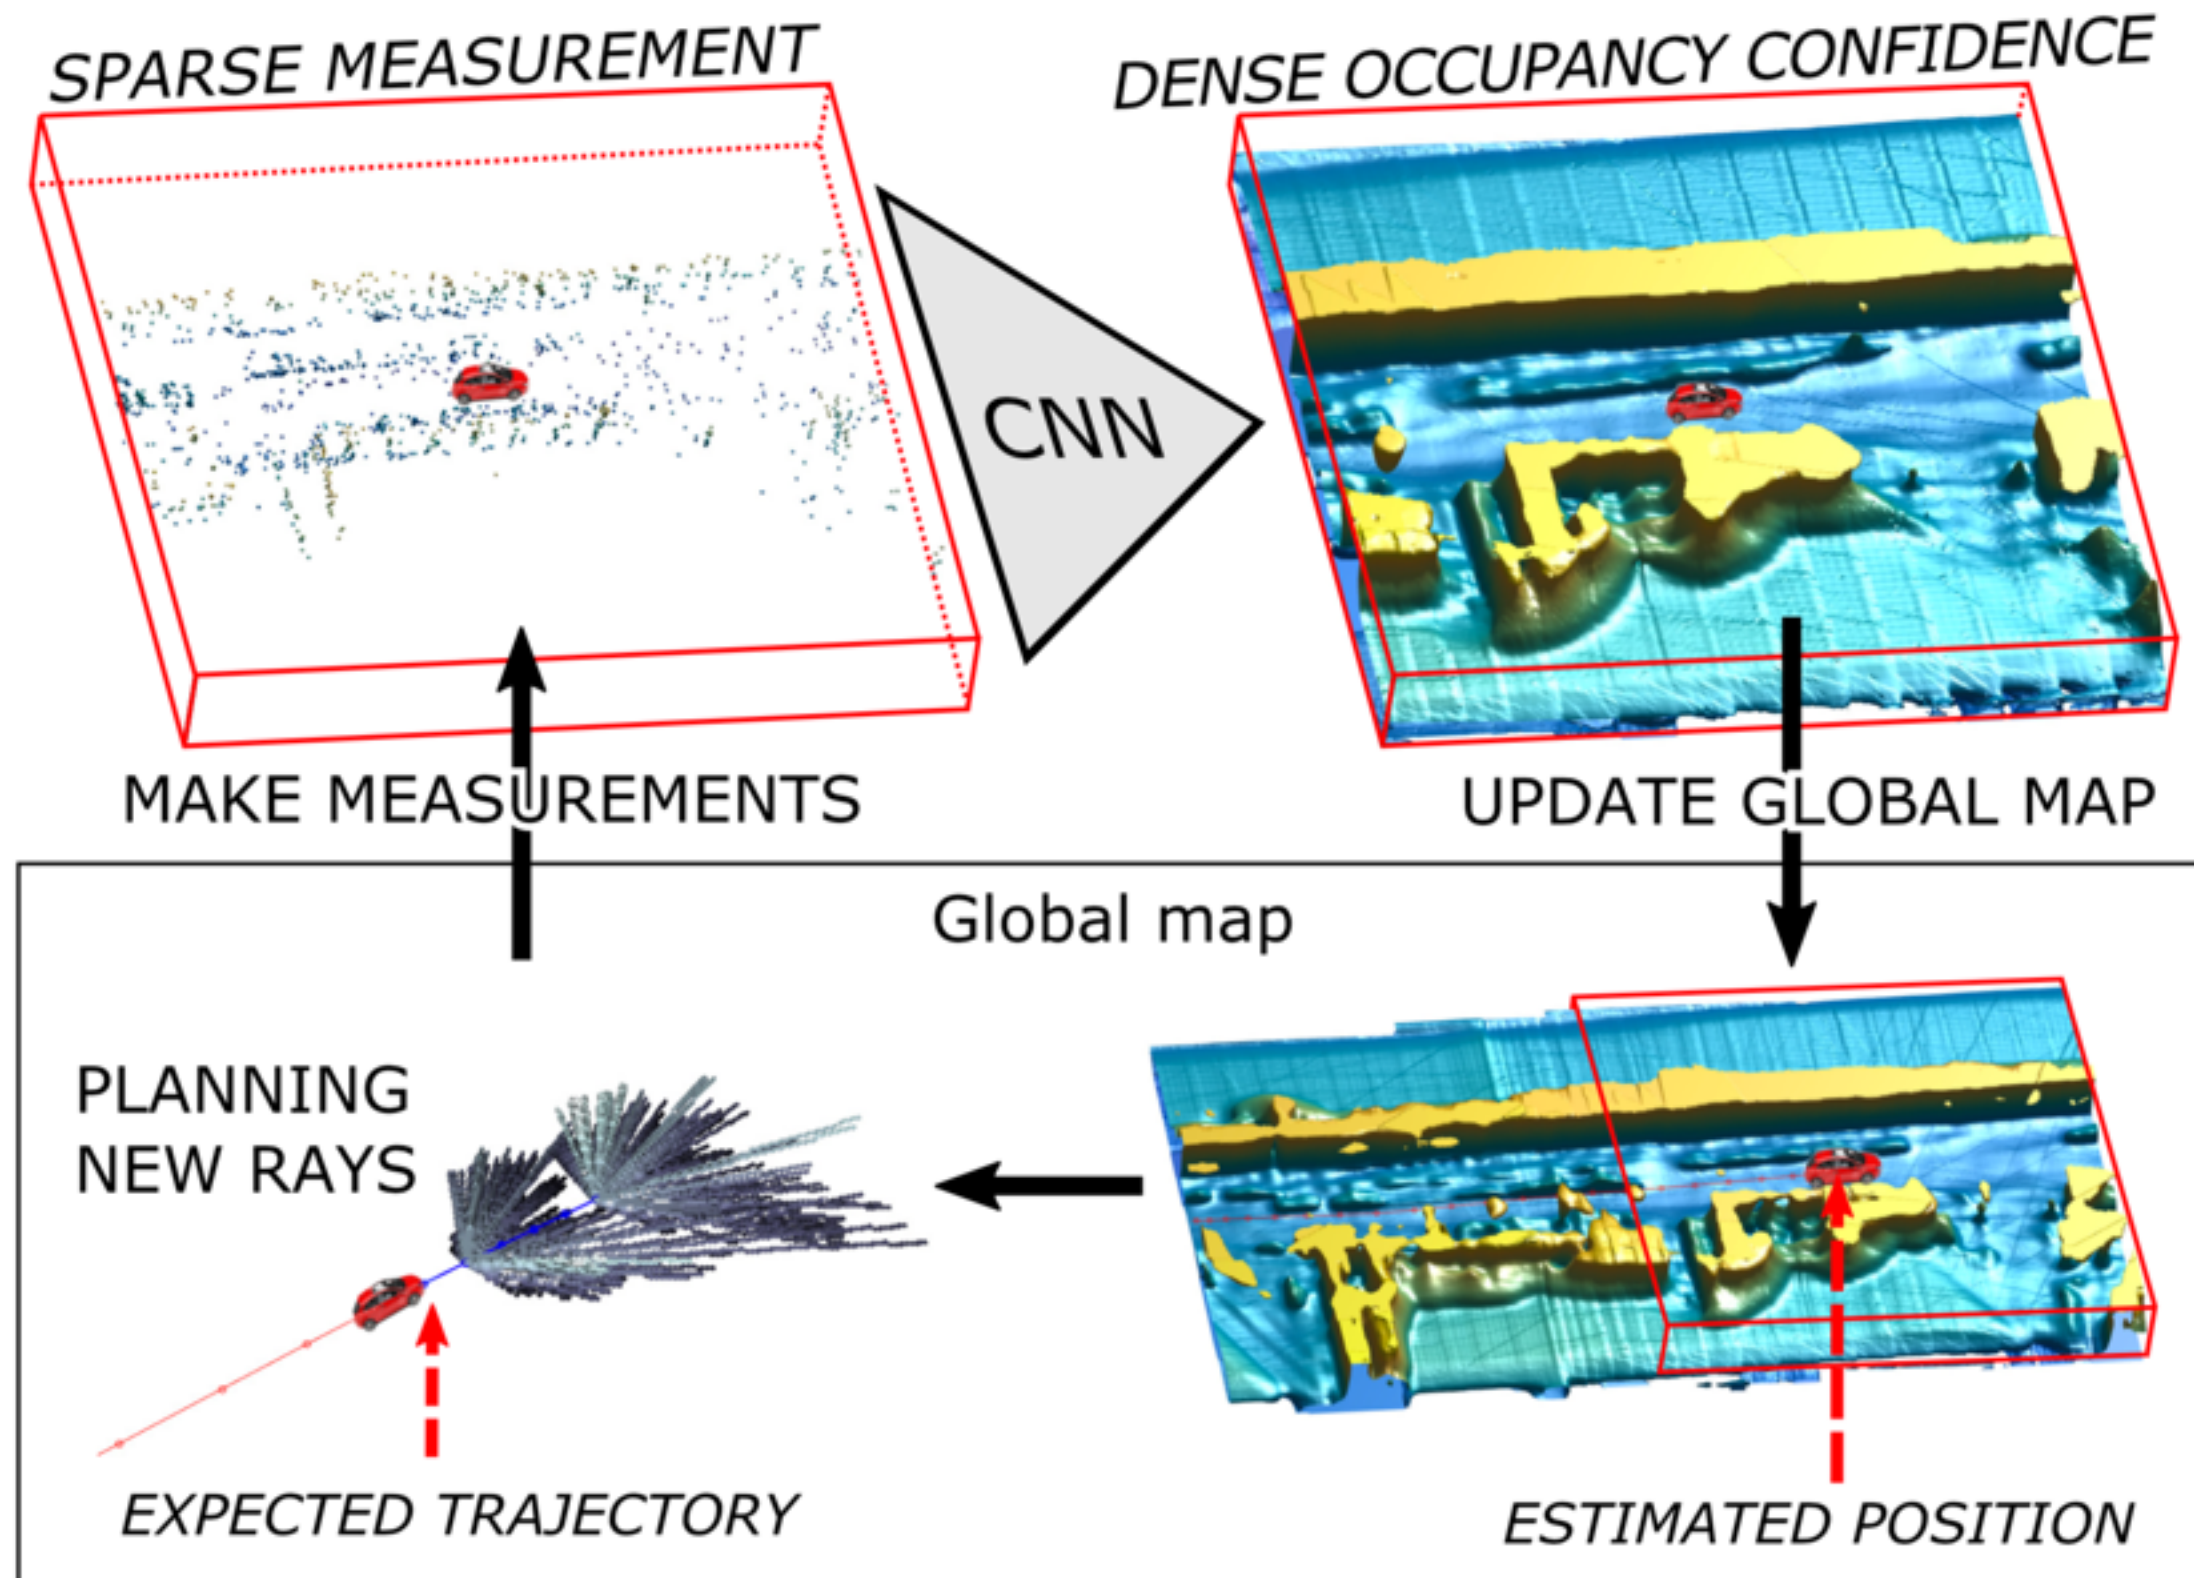 SPARSE MEASUREMENT
DENSE OCCUPANCY CONFIDENCE
CNN
MAKE MEASUREMENTS
UPDATE GLOBAL MAP
Global map
PLANNING
NEW RAYS
EXPECTED TRAJECTORY
ESTIMATED POSITION